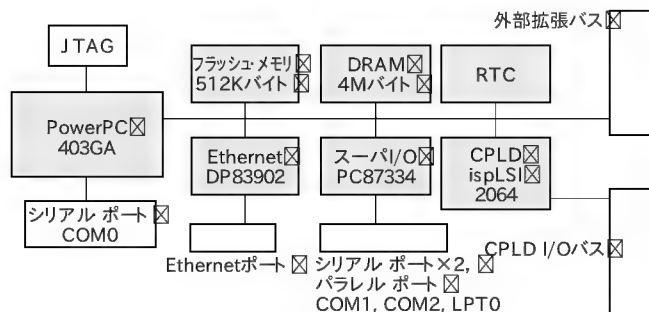 外部拡張バス
JTAG
フラッシュ・メモリ
512Kバイト
DRAM
4Mバイト
RTC
PowerPC
403GA
Ethernet
DP83902
スーパI/O
PC87334
CPLD
ispLSI
2064
シリアル ポート
COM0
CPLD I/Oバス
Ethernetポート
シリアル ポート×2,
パラレル ポート
COM1, COM2, LPT0